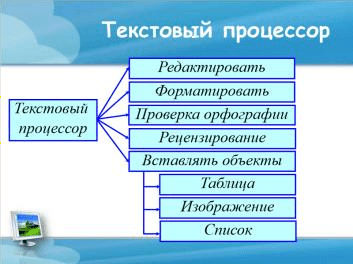 Текстовый процессор
Редактировать
Форматировать
Текстовый
процессор
Проверка орфографии
Рецензирование
Вставлять объекты
Таблица
Изображение
Список